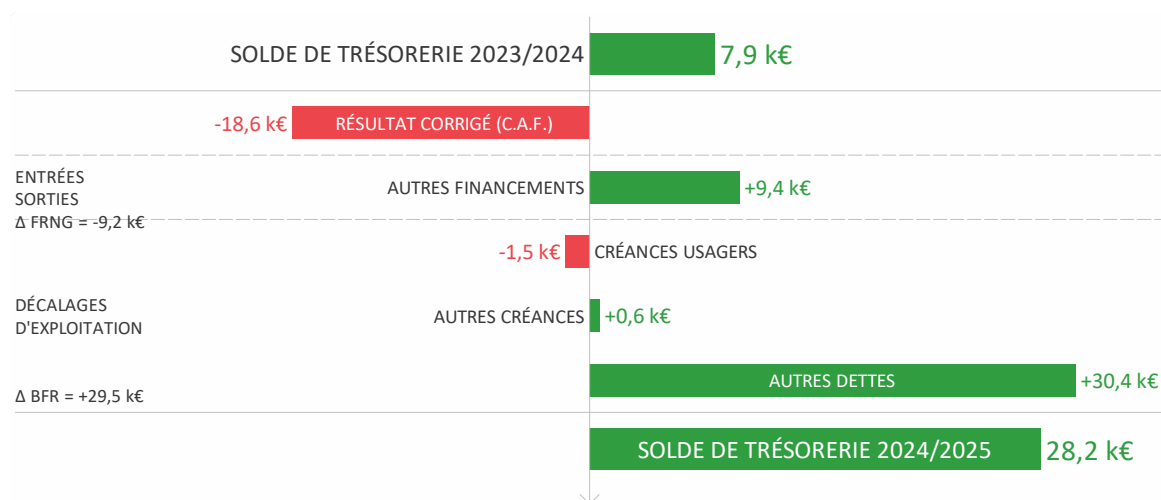 SOLDE DE TRÉSORERIE 2023/2024 7,9 k€
-18,6 k€ RÉSULTAT CORRIGÉ (C.A.F.)
ENTRÉES
SORTIES
Δ FRNG = -9,2 k€
AUTRES FINANCEMENTS +9,4 k€
-1,5 k€ CRÉANCES USAGERS
DÉCALAGES
D'EXPLOITATION
AUTRES CRÉANCES +0,6 k€
AUTRES DETTES +30,4 k€
Δ BFR = +29,5 k€
SOLDE DE TRÉSORERIE 2024/2025 28,2 k€